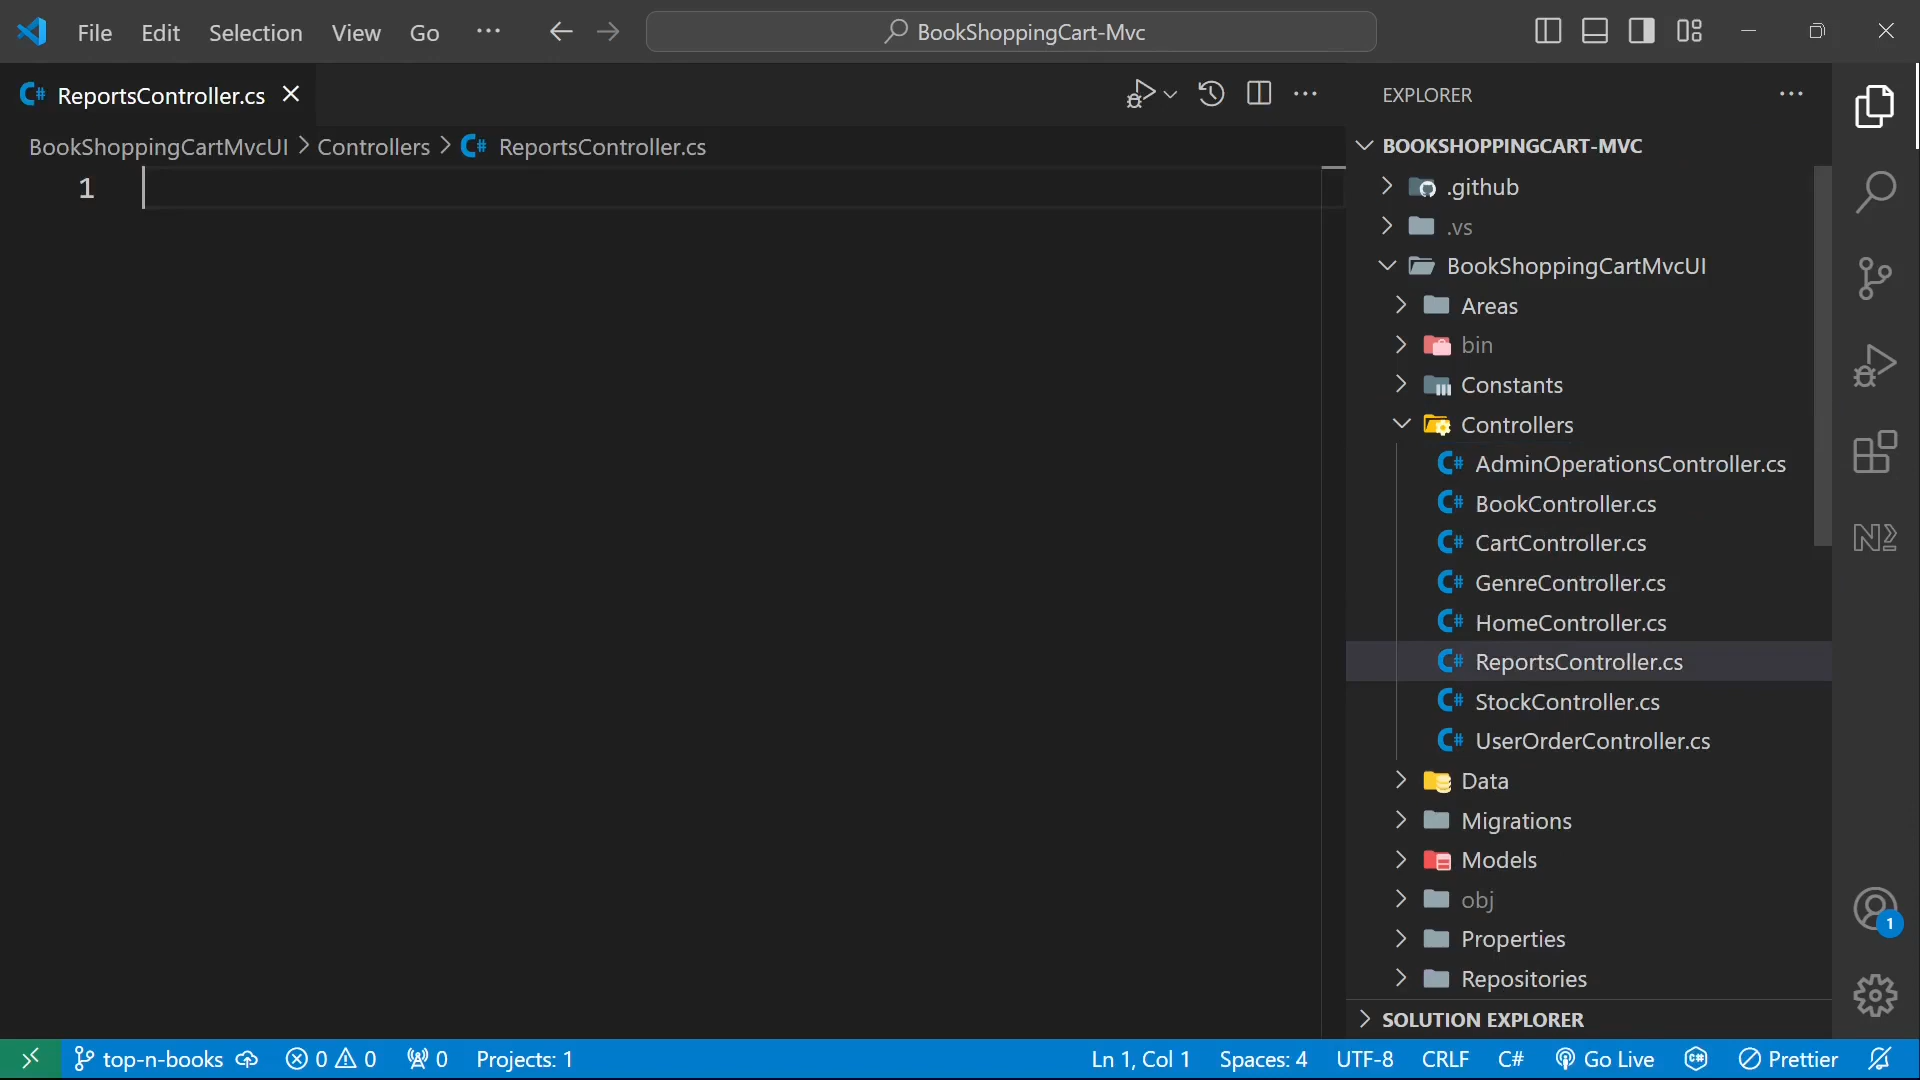 File Edit Selection View Go ··· BookShoppingCart-Mvc
ReportsController.cs
BookShoppingCartMvcUI > Controllers > C# ReportsController.cs
1
EXPLORER
BOOKSHOPPINGCART-MVC
.github
.vs
BookShoppingCartMvcUI
Areas
bin
Constants
Controllers
AdminOperationsController.cs
BookController.cs
CartController.cs
GenreController.cs
HomeController.cs
ReportsController.cs
StockController.cs
UserOrderController.cs
Data
Migrations
Models
obj
Properties
Repositories
SOLUTION EXPLORER
1
top-n-books 0 0 0 Projects: 1 Ln 1, Col 1 Spaces: 4 UTF-8 CRLF C# Go Live Prettier